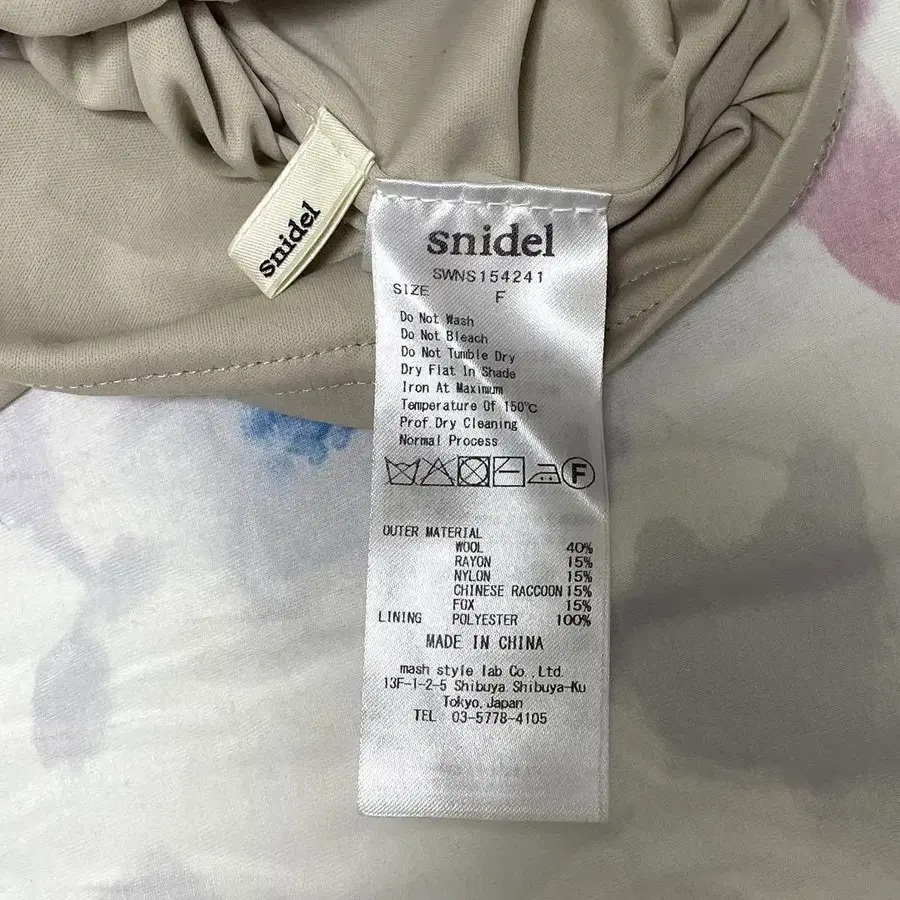 snidel
snidel
SWNS154241
SIZE F
Do Not Wash
Do Not Bleach
Do Not Tumble Dry
Dry Flat In Shade
Iron At Maximum
Temperature Of 150℃
Prof.Dry Cleaning
Normal Process
F
OUTER MATERIAL
WOOL 40%
RAYON 15%
NYLON 15%
CHINESE RACCOON 15%
FOX 15%
LINING POLYESTER 100%
MADE IN CHINA
mash style lab Co.,Ltd.
13F-1-2-5 Shibuya.Shibuya-Ku
Tokyo.Japan
TEL 03-5778-4105